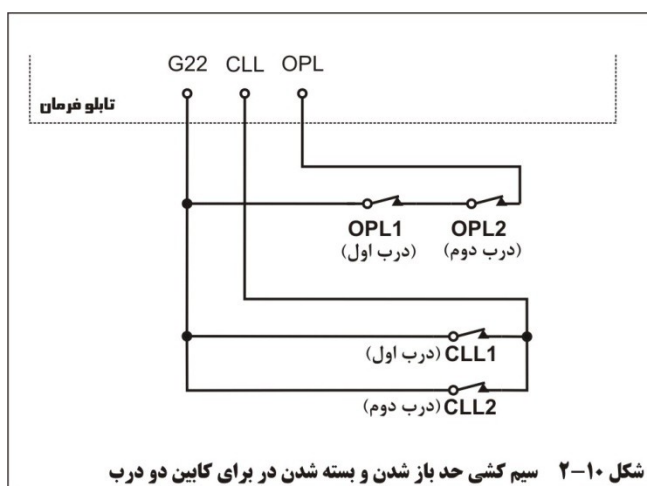 G22 CLL OPL
تابلو فرمان
OPL1 OPL2
(درب اول) (درب دوم)
(درب اول) CLL1
(درب دوم) CLL2
شکل ۱۰-۲ سیم کشی حد باز شدن و بسته شدن در برای کابین دو درب